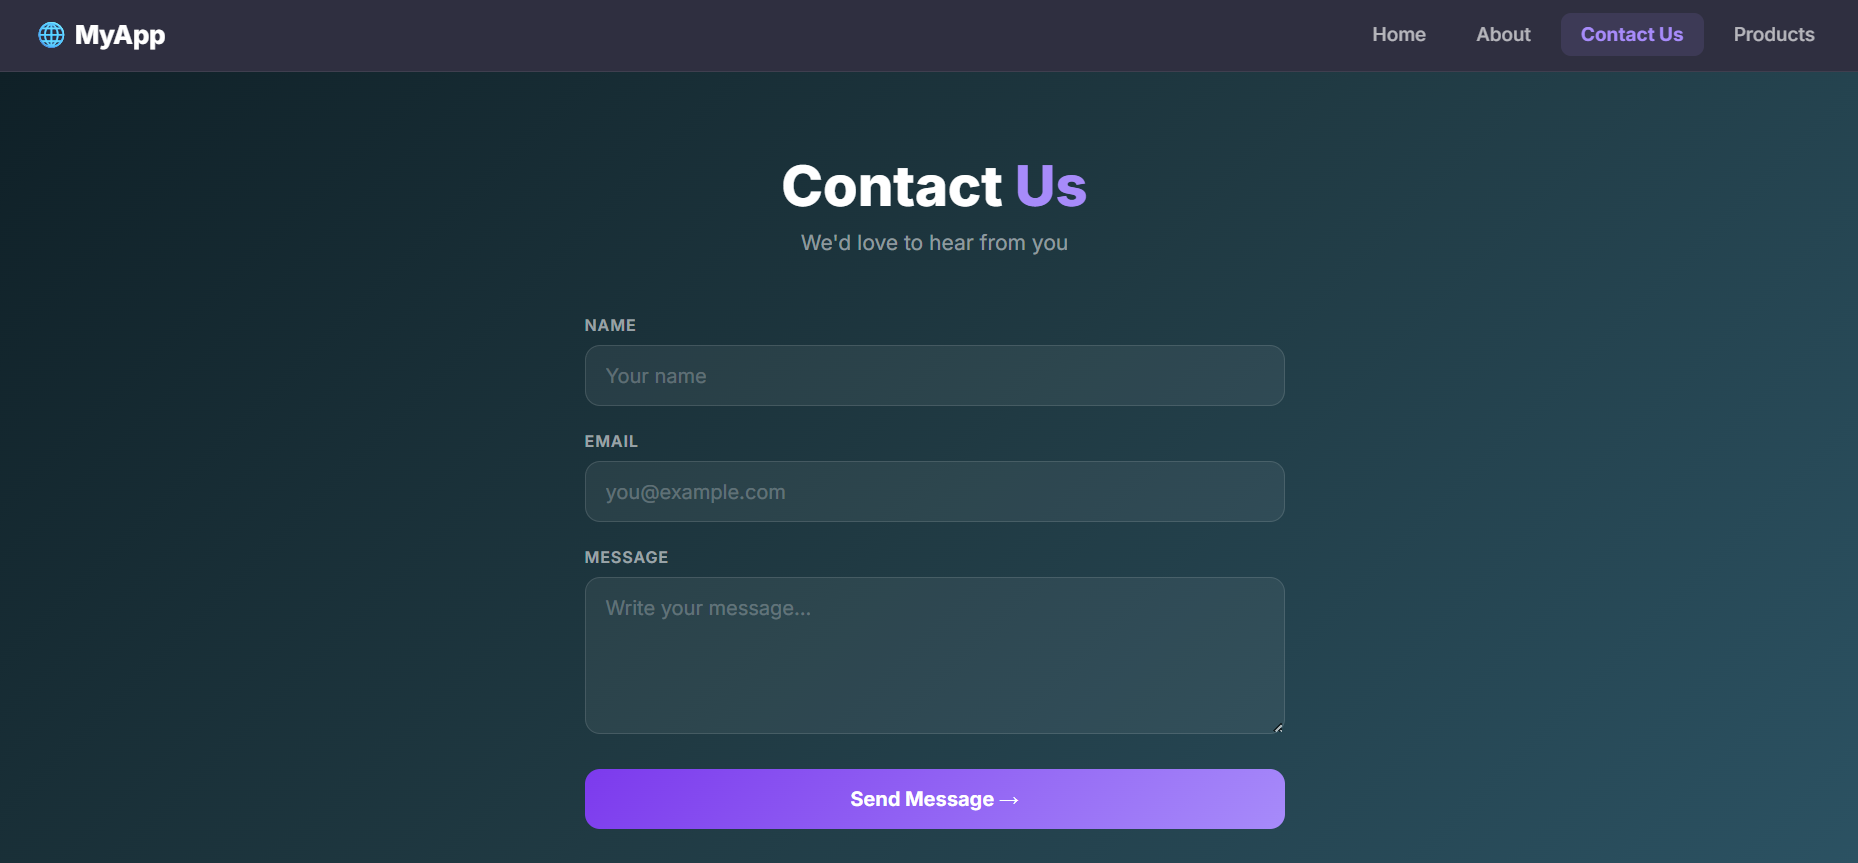 MyApp
Home
About
Contact Us
Products
Contact Us
We'd love to hear from you
NAME
Your name
EMAIL
you@example.com
MESSAGE
Write your message...
Send Message →